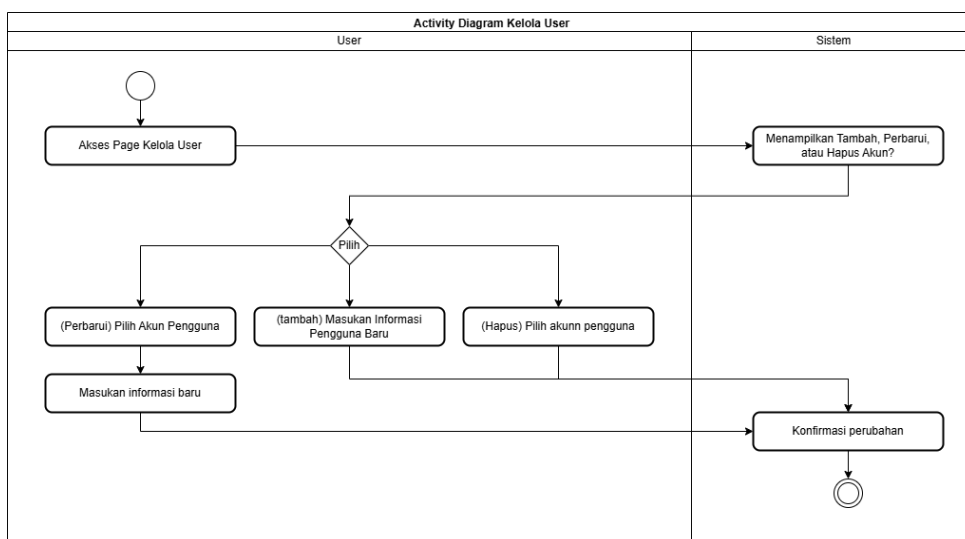 Activity Diagram Kelola User
User
Sistem
Akses Page Kelola User
Menampilkan Tambah, Perbarui,
atau Hapus Akun?
Pilih
(Perbarui) Pilih Akun Pengguna
(tambah) Masukan Informasi
Pengguna Baru
(Hapus) Pilih akunn pengguna
Masukan informasi baru
Konfirmasi perubahan